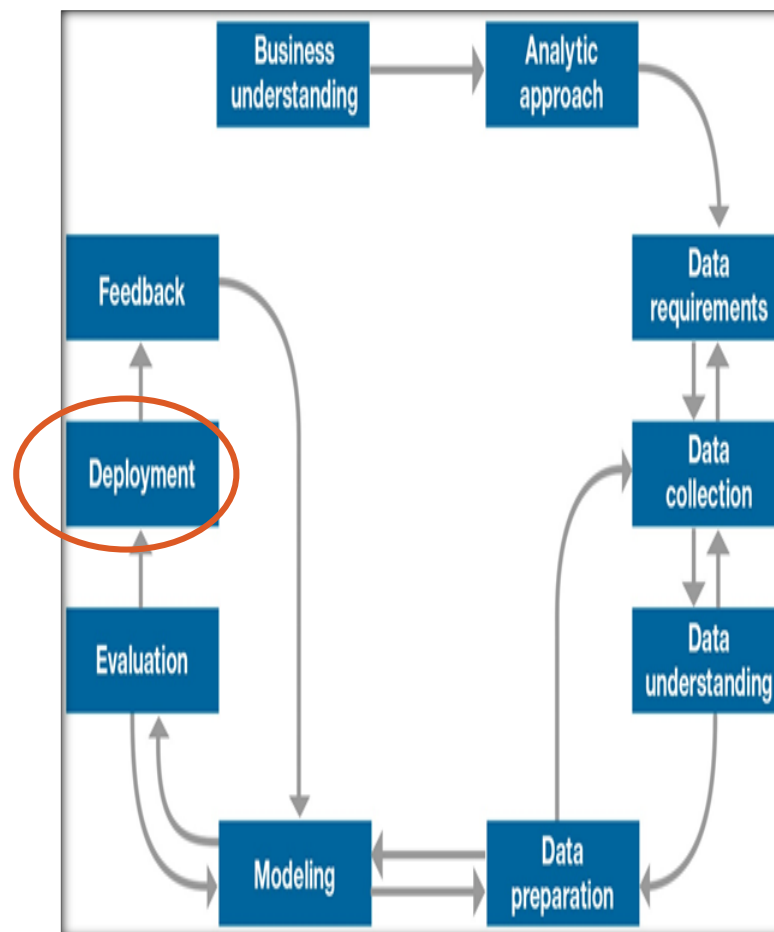 Business
understanding
Analytic
approach
Data
requirements
Data
collection
Data
understanding
Data
preparation
Modeling
Evaluation
Deployment
Feedback